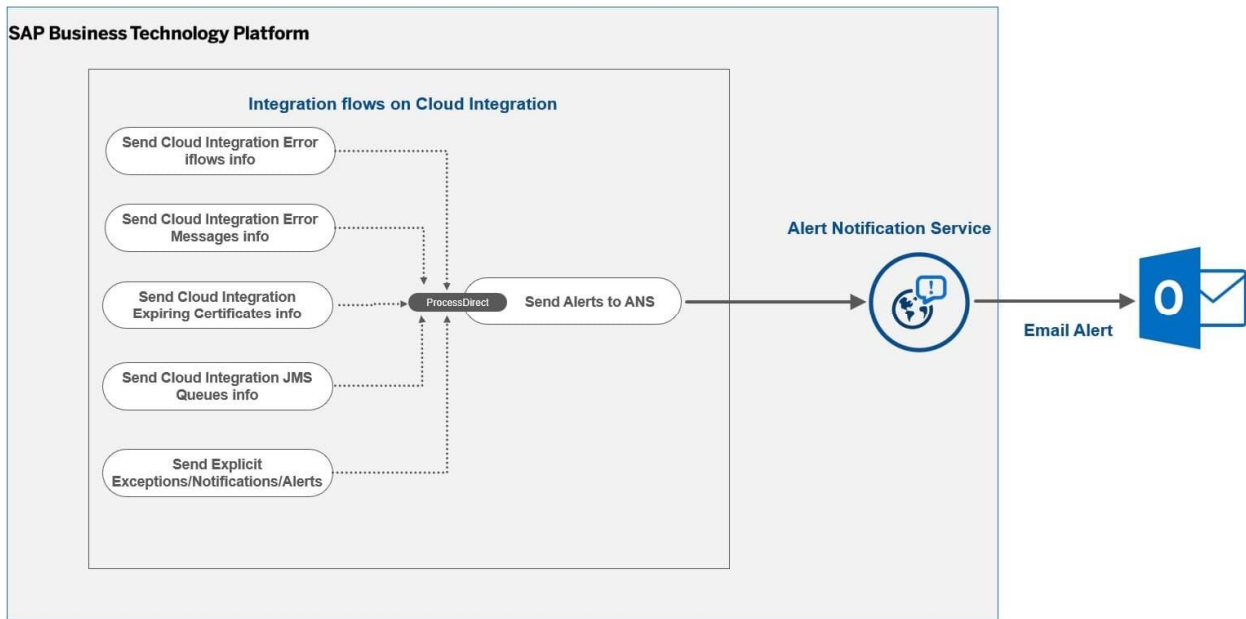 SAP Business Technology Platform
Integration flows on Cloud Integration
Send Cloud Integration Error
iflows info
Send Cloud Integration Error
Messages info
Send Cloud Integration
Expiring Certificates info
Send Cloud Integration JMS
Queues info
Send Explicit
Exceptions/Notifications/Alerts
ProcessDirect
Send Alerts to ANS
Alert Notification Service
!
Email Alert
O